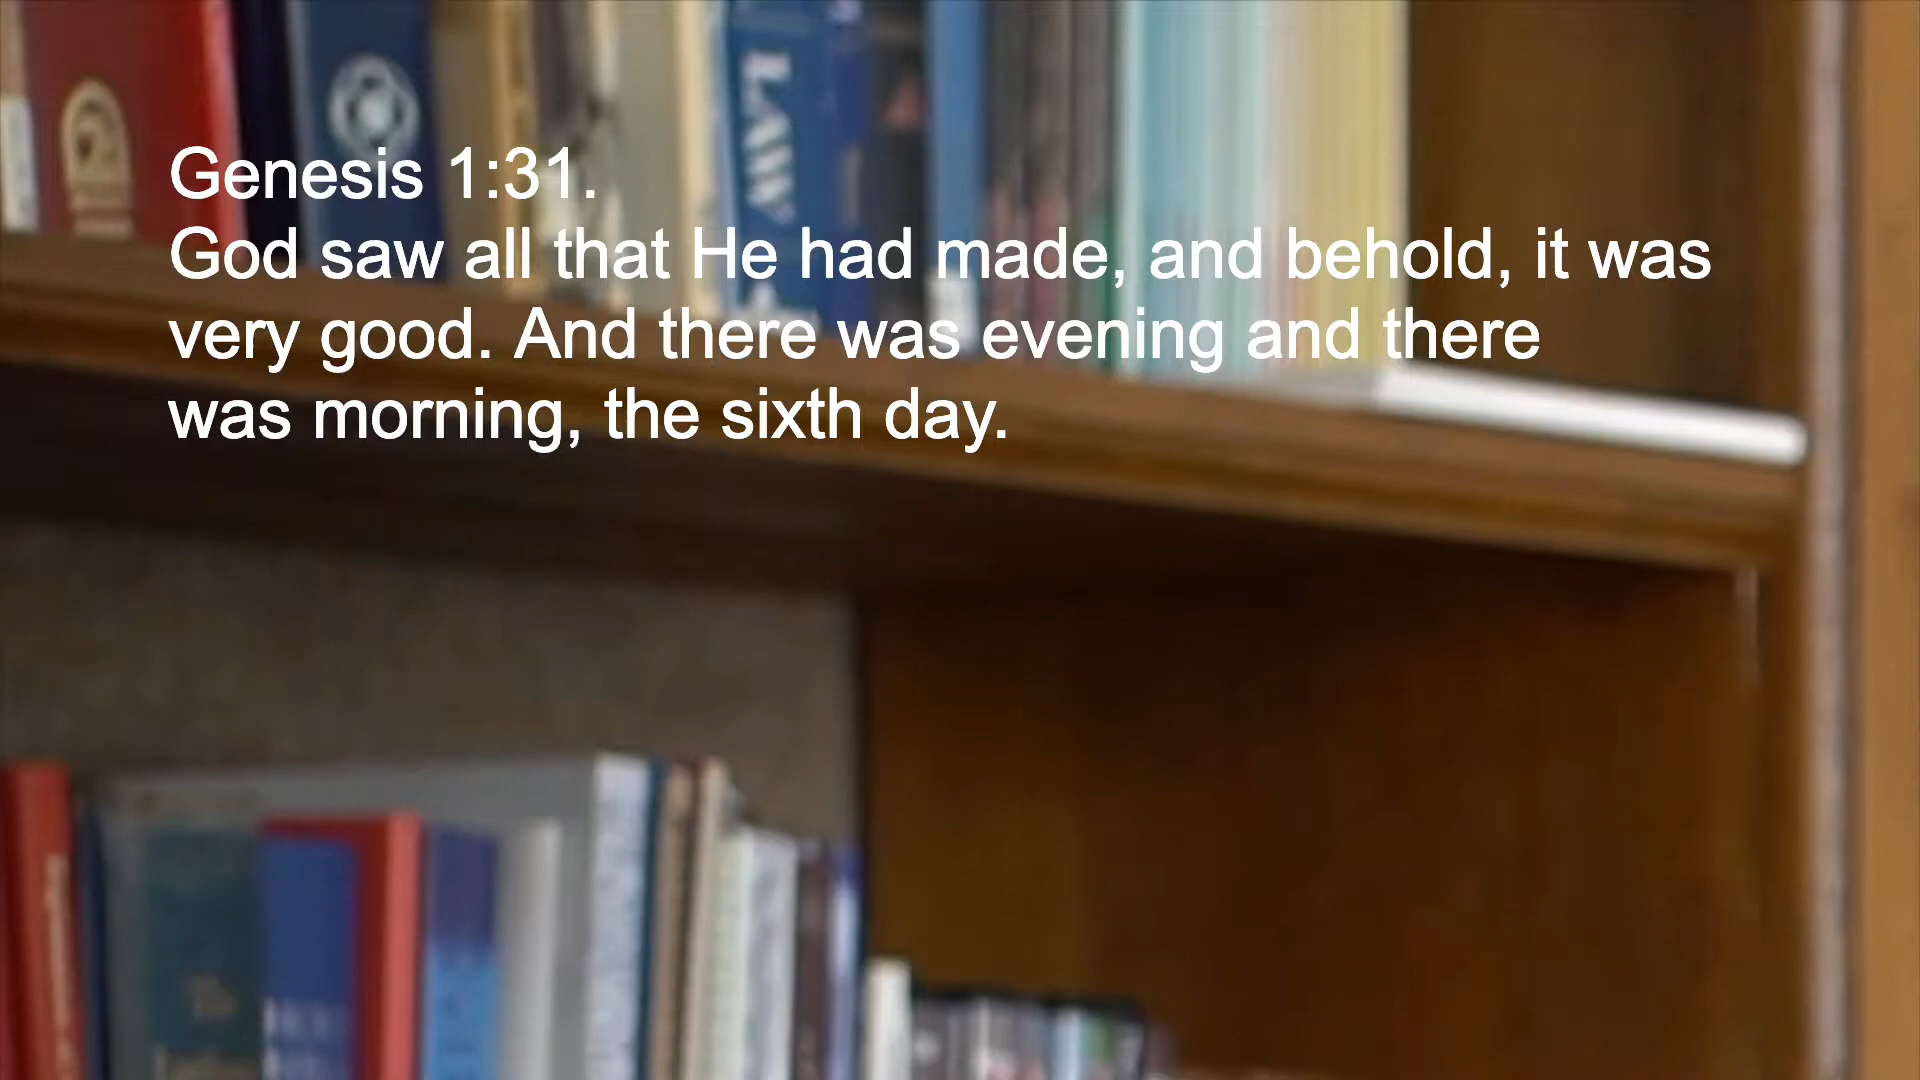 Genesis 1:31.
God saw all that He had made, and behold, it was
very good. And there was evening and there
was morning, the sixth day.
LAW